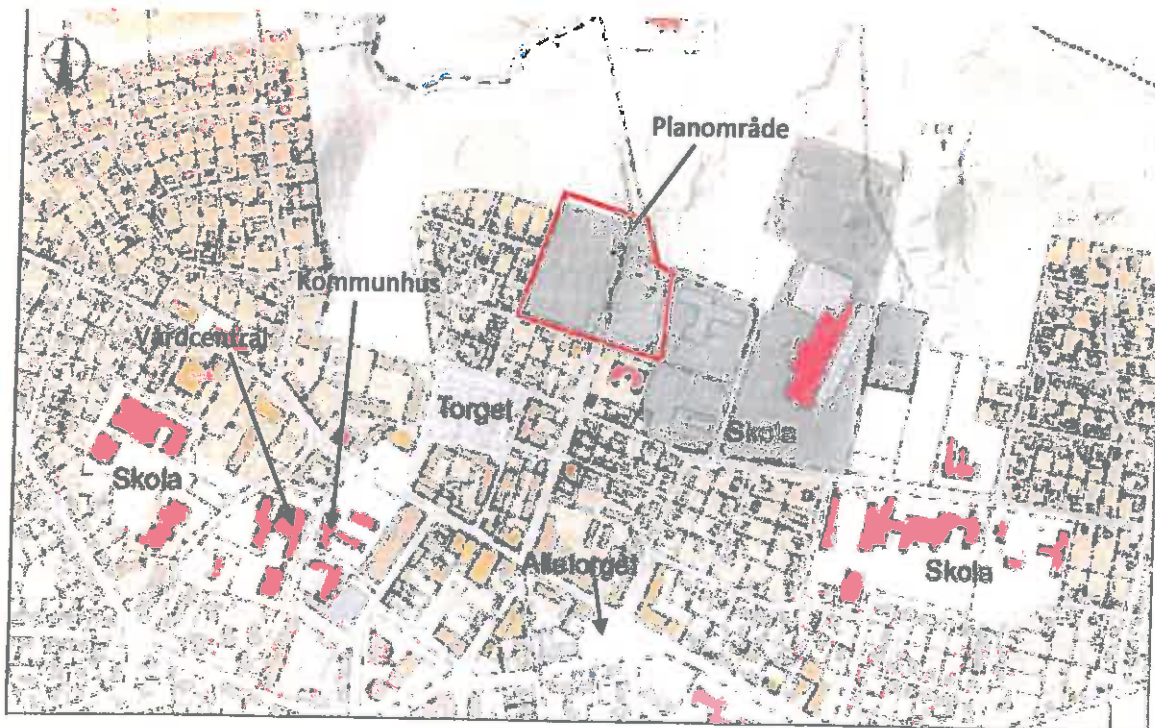 Planområde
Kommunhus
Vårdcentral
Torget
Skola
Skola
Alletorget
Skola